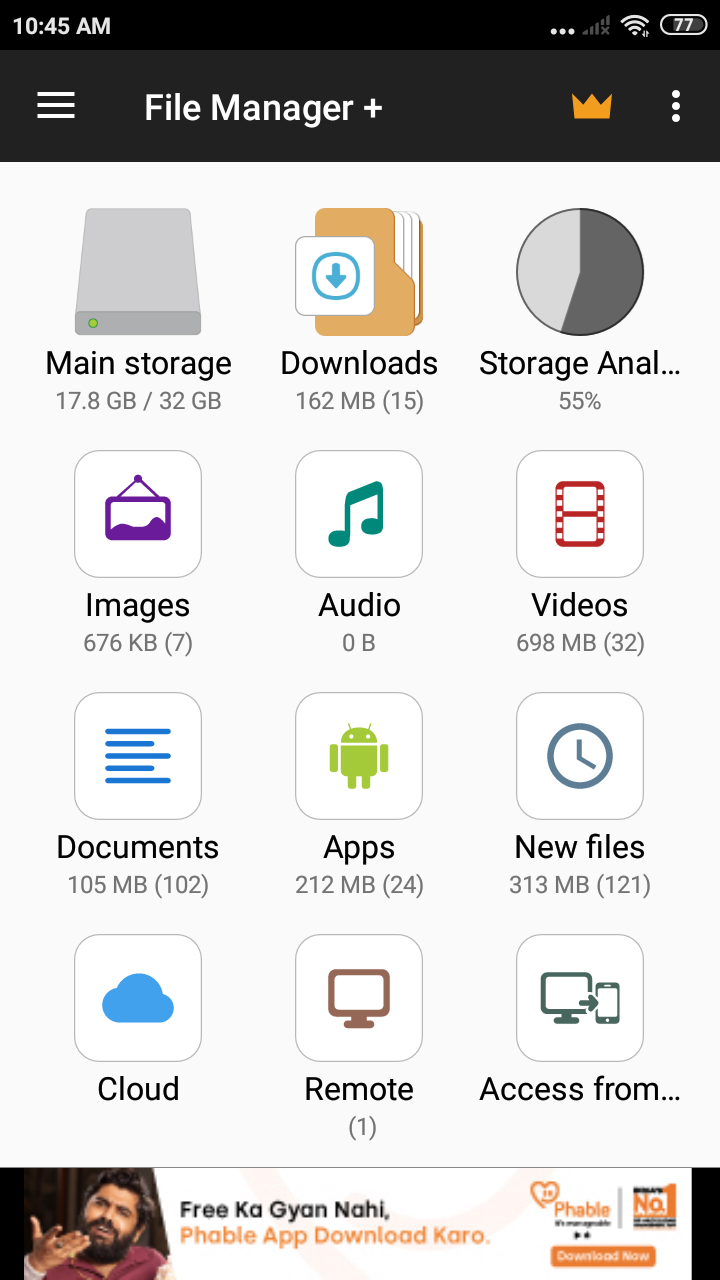 10:45 AM
77
File Manager +
Main storage
17.8 GB / 32 GB
Downloads
162 MB (15)
Storage Anal...
55%
Images
676 KB (7)
Audio
0 B
Videos
698 MB (32)
Documents
105 MB (102)
Apps
212 MB (24)
New files
313 MB (121)
Cloud
Remote
(1)
Access from...
Free Ka Gyan Nahi,
Phable App Download Karo.
Phable
It's manageable
INDIA'S
No.1
Download Now